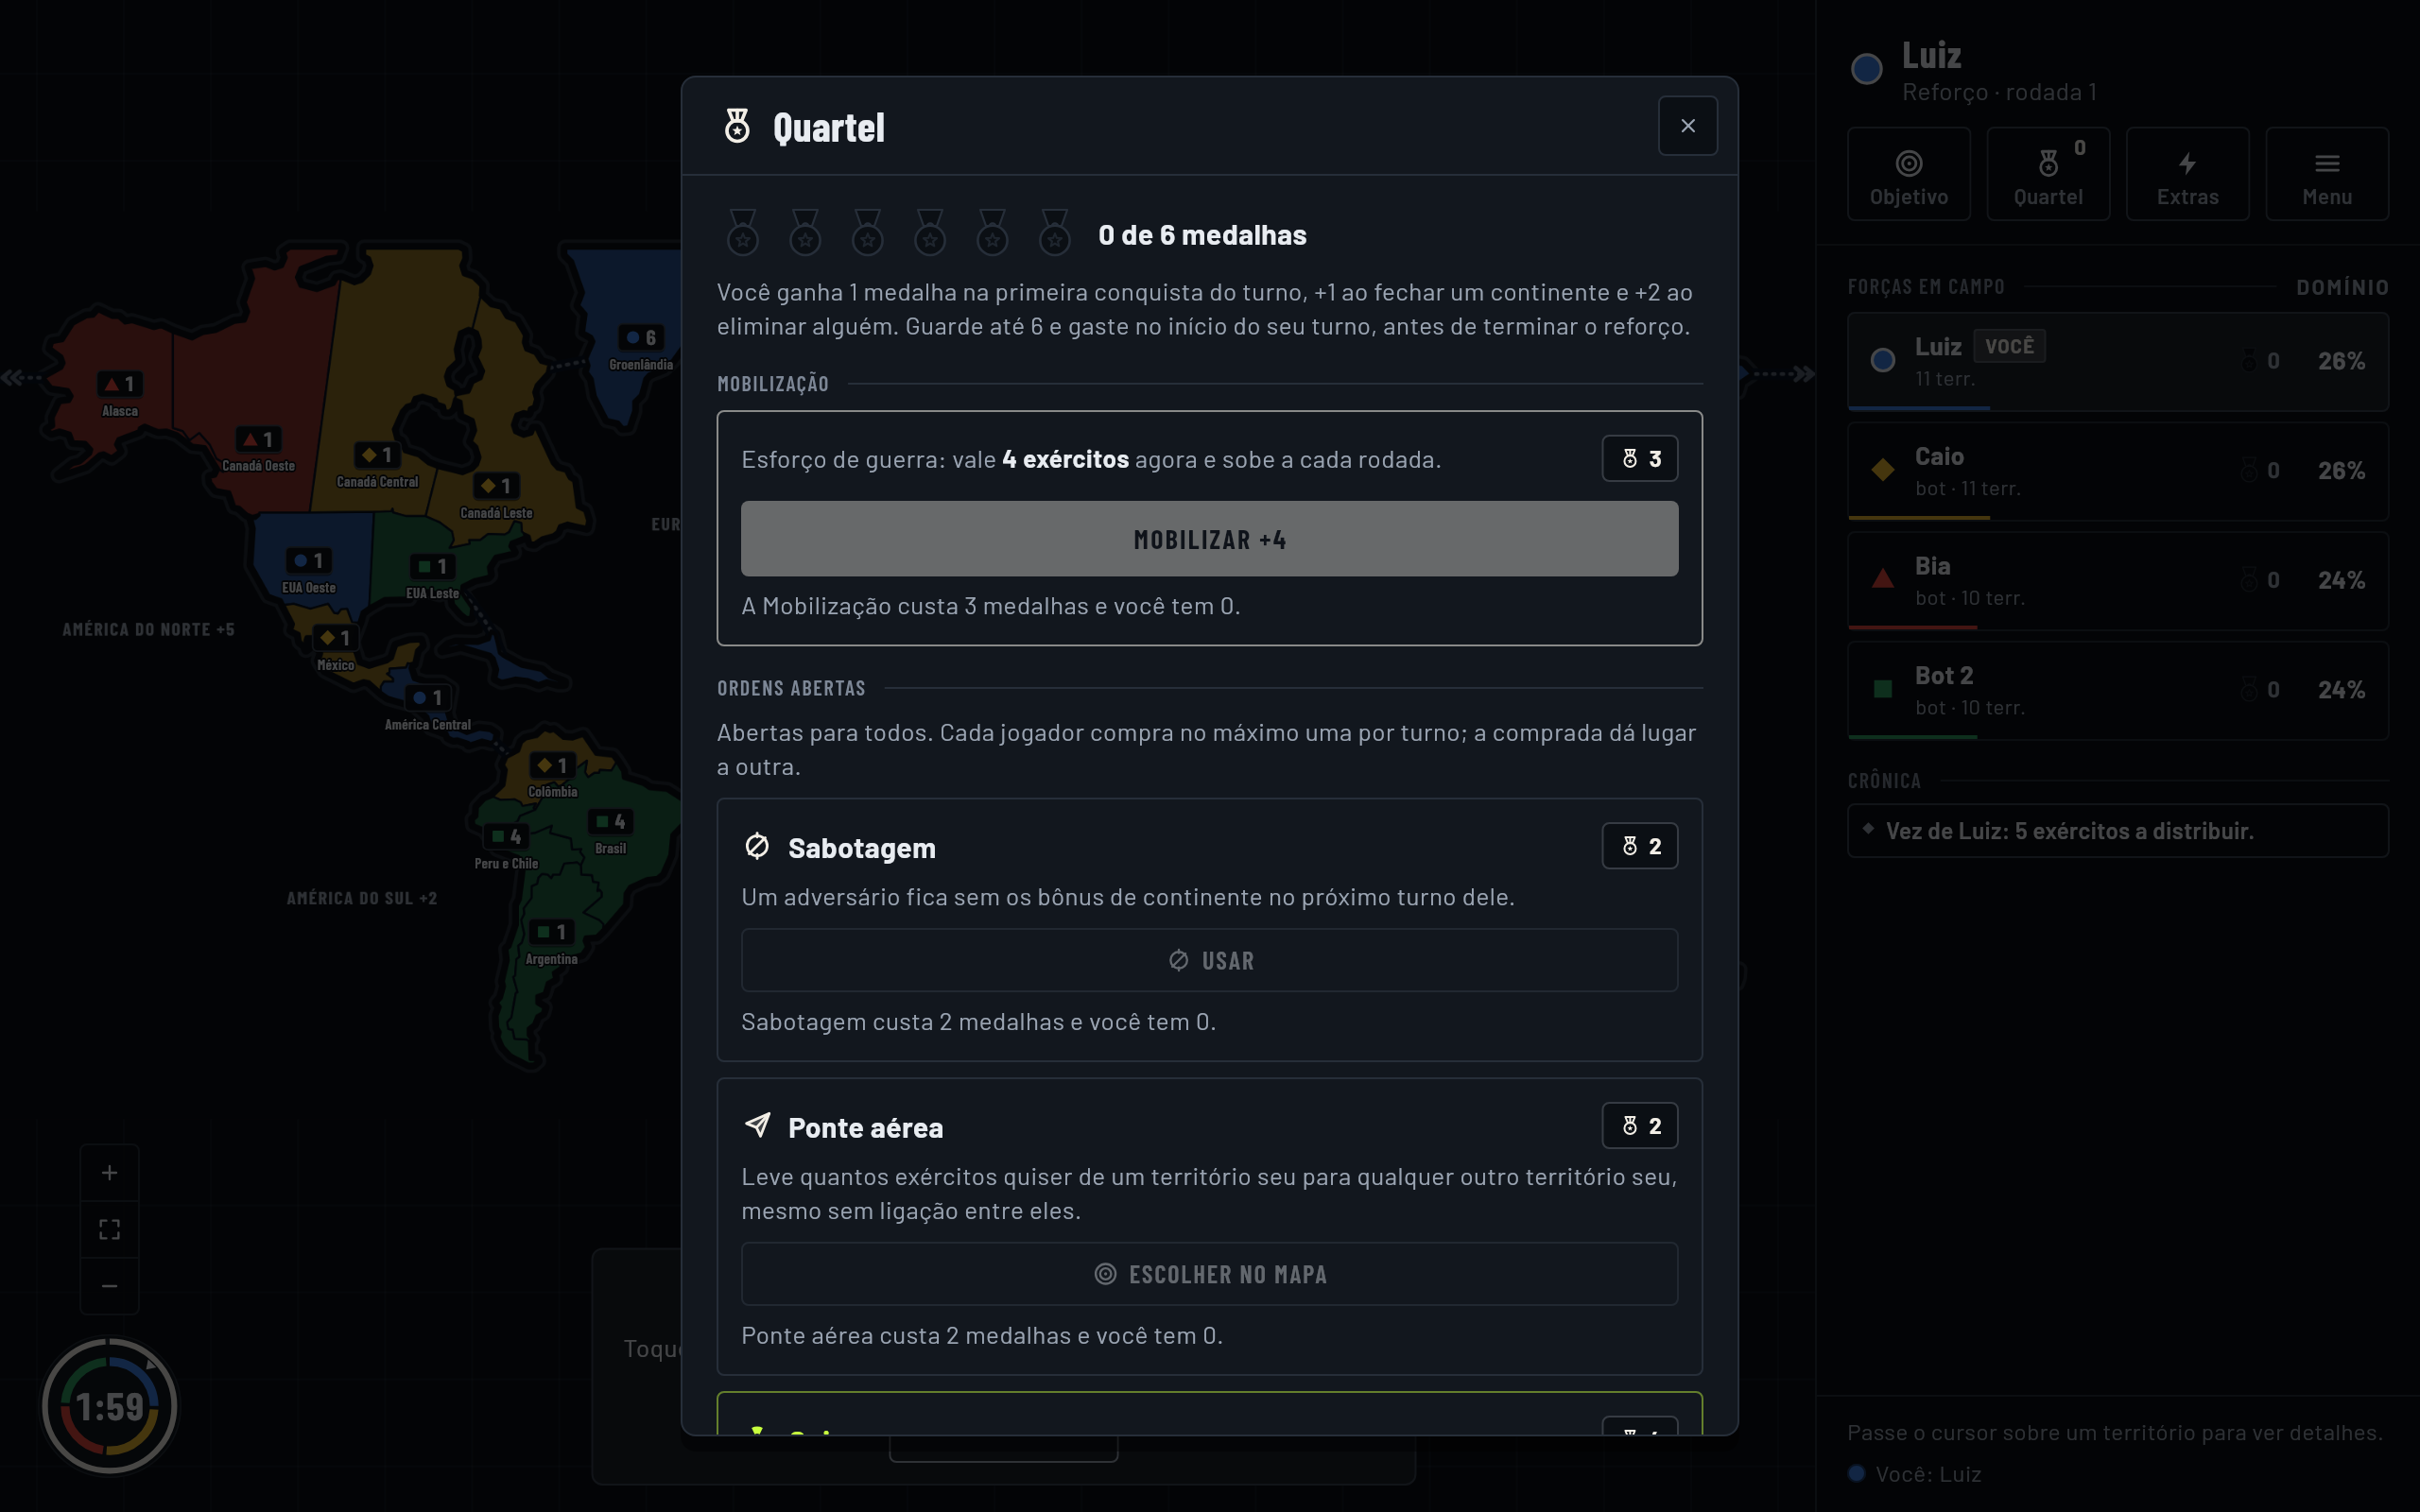 Quartel
0 de 6 medalhas
Você ganha 1 medalha na primeira conquista do turno, +1 ao fechar um continente e +2 ao
eliminar alguém. Guarde até 6 e gaste no início do seu turno, antes de terminar o reforço.
MOBILIZAÇÃO
Esforço de guerra: vale 4 exércitos agora e sobe a cada rodada.
3
MOBILIZAR +4
A Mobilização custa 3 medalhas e você tem 0.
ORDENS ABERTAS
Abertas para todos. Cada jogador compra no máximo uma por turno; a comprada dá lugar
a outra.
Sabotagem
2
Um adversário fica sem os bônus de continente no próximo turno dele.
USAR
Sabotagem custa 2 medalhas e você tem 0.
Ponte aérea
2
Leve quantos exércitos quiser de um território seu para qualquer outro território seu,
mesmo sem ligação entre eles.
ESCOLHER NO MAPA
Ponte aérea custa 2 medalhas e você tem 0.
6
Groenlândia
1
Alasca
1
Canadá Oeste
1
Canadá Central
1
Canadá Leste
1
EUA Oeste
1
EUA Leste
AMÉRICA DO NORTE +5
1
México
1
América Central
1
Colômbia
4
Peru e Chile
4
Brasil
AMÉRICA DO SUL +2
1
Argentina
+
−
1:59
Luiz
Reforço · rodada 1
Objetivo
0
Quartel
Extras
Menu
FORÇAS EM CAMPO
DOMÍNIO
Luiz VOCÊ
11 terr.
0
26%
Caio
bot · 11 terr.
0
26%
Bia
bot · 10 terr.
0
24%
Bot 2
bot · 10 terr.
0
24%
CRÔNICA
Vez de Luiz: 5 exércitos a distribuir.
Passe o cursor sobre um território para ver detalhes.
Você: Luiz